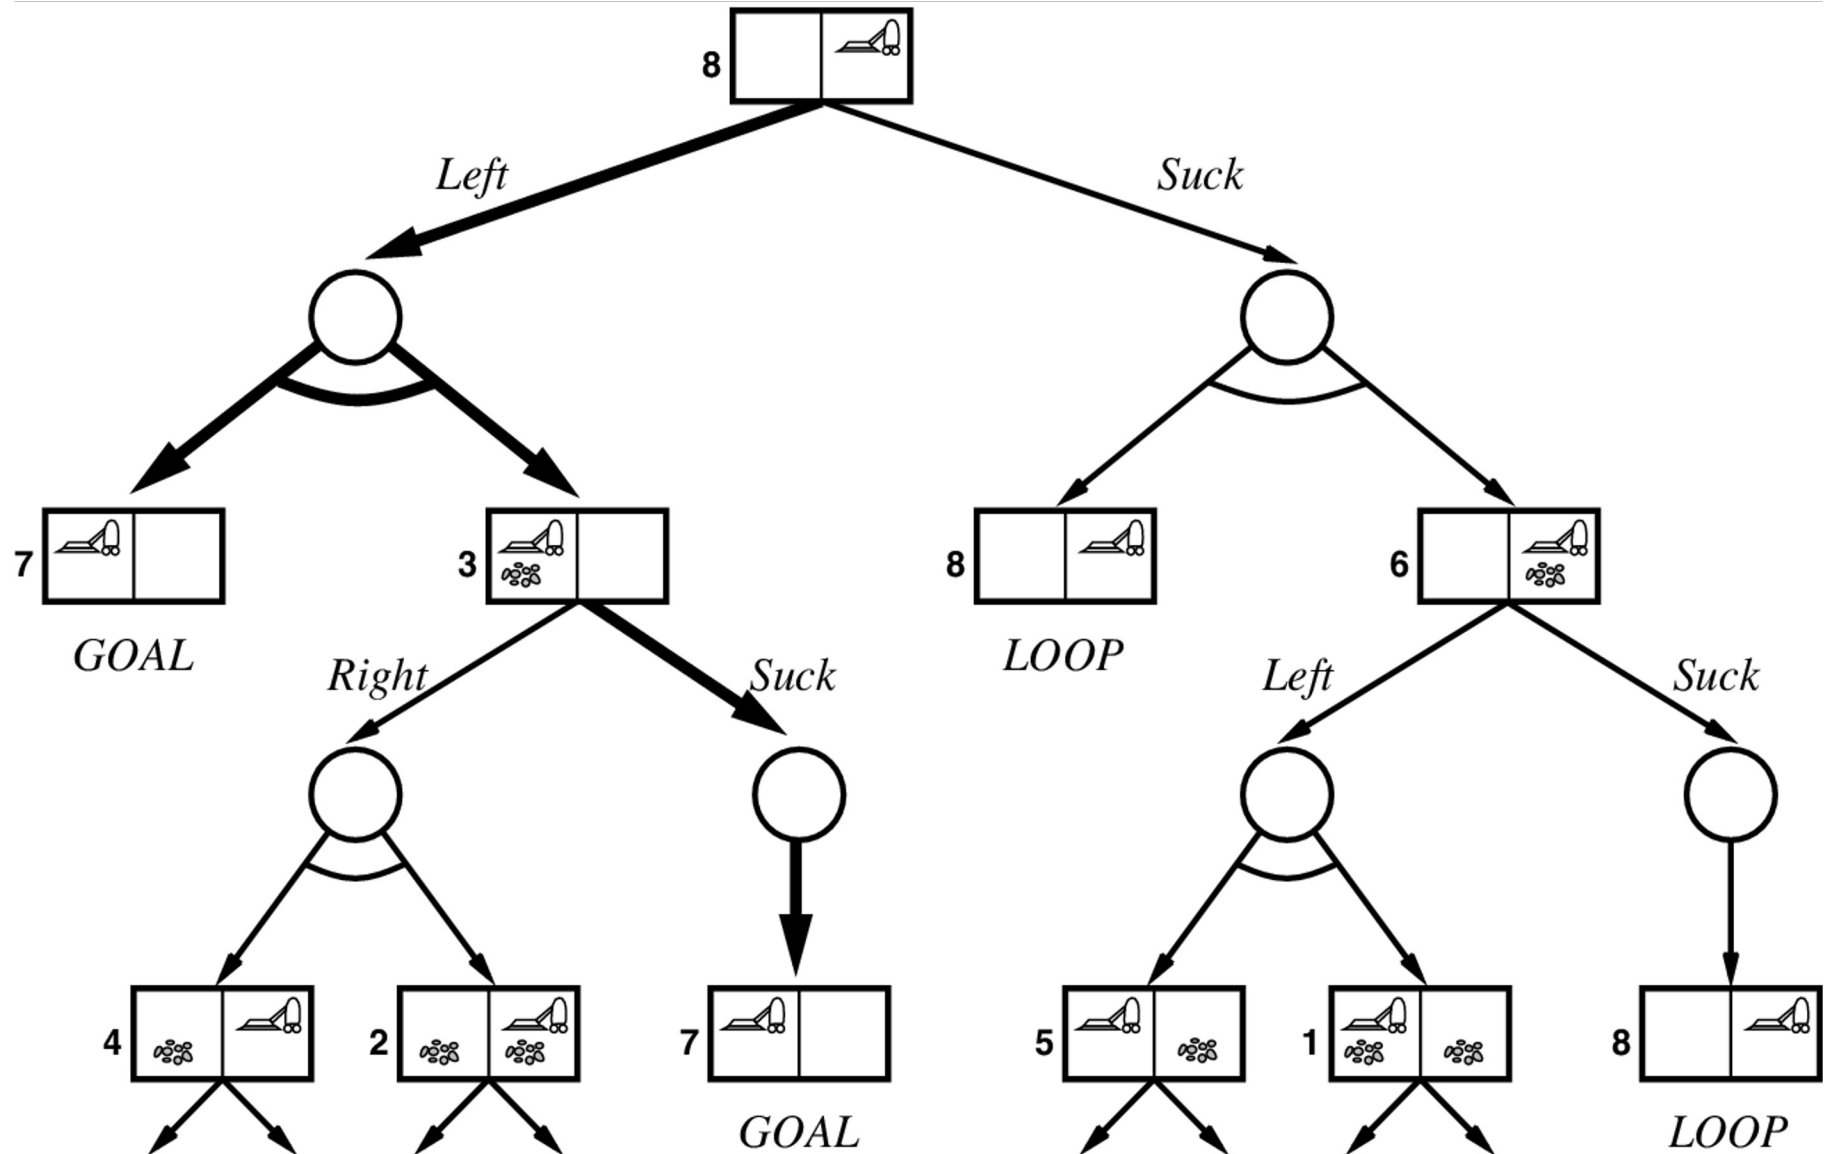 8
Left Suck
7 3 8 6
GOAL LOOP
Right Suck Left Suck
4 2 7 5 1 8
GOAL LOOP